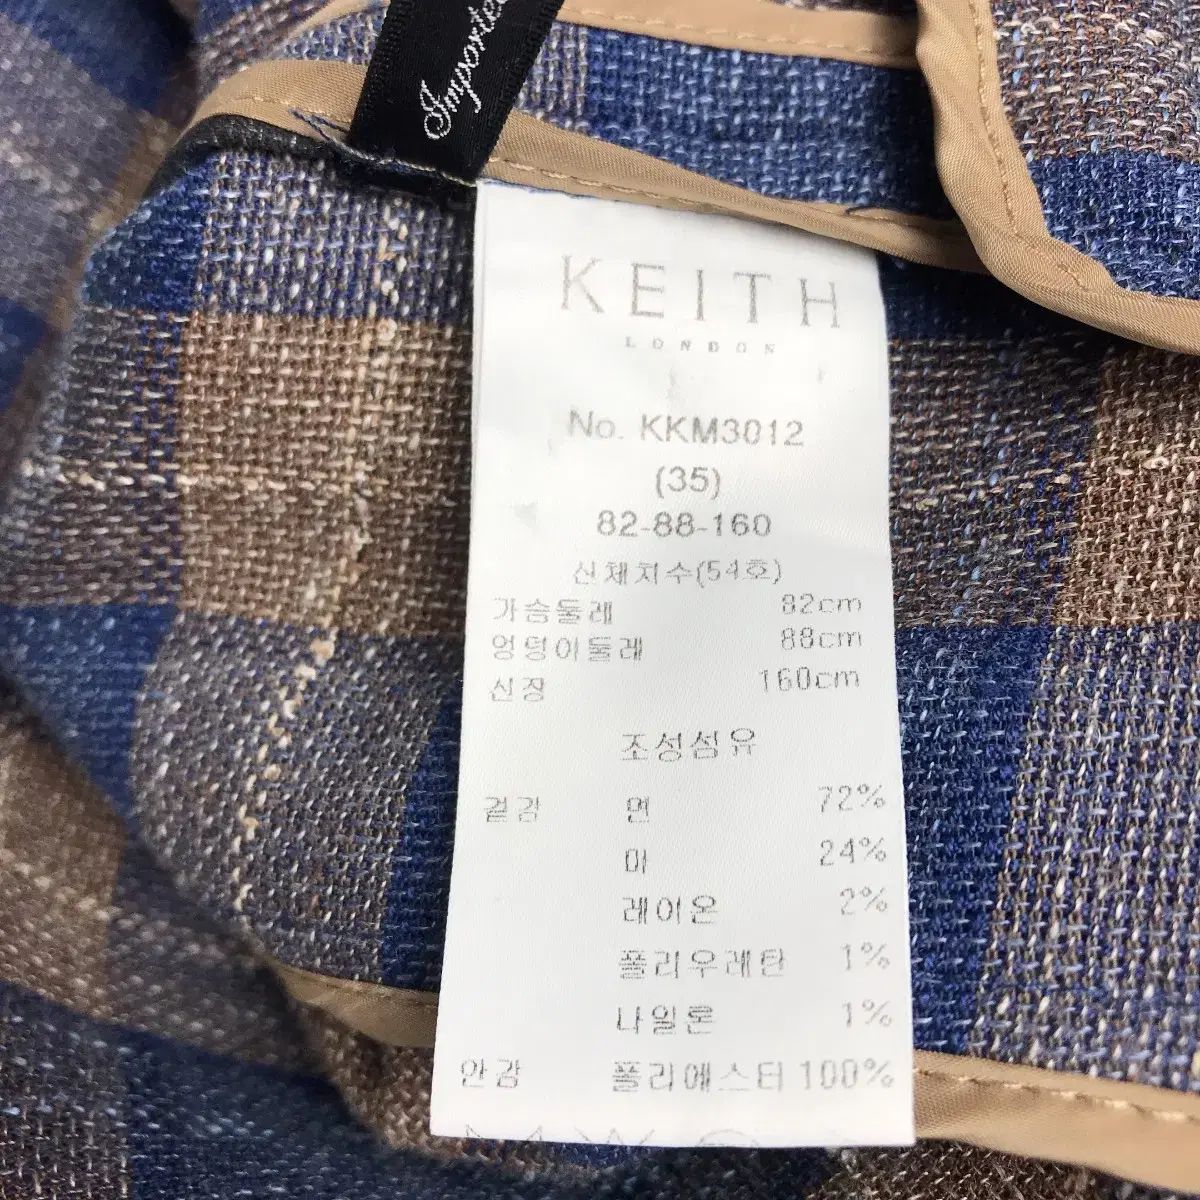 Imported
KEITH
LONDON
No. KKM3012
(35)
82-88-160
신체치수(54호)
가슴둘레 82cm
엉덩이둘레 88cm
신장 160cm
조성섬유
겉감 면 72%
마 24%
레이온 2%
폴리우레탄 1%
나일론 1%
안감 폴리에스터 100%